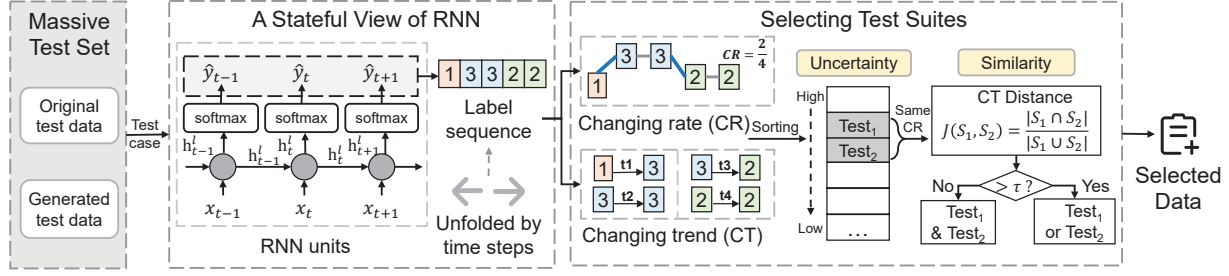 Massive
Test Set
Original
test data
Generated
test data
Test
case
A Stateful View of RNN
ŷₜ₋₁ ŷₜ ŷₜ₊₁
softmax softmax softmax
hˡₜ₋₁ hˡₜ₋₁ hˡₜ hˡₜ hˡₜ₊₁
xₜ₋₁ xₜ xₜ₊₁
RNN units
1 3 3 2 2
Label
sequence
Unfolded by
time steps
Selecting Test Suites
1 3 3 2 2
CR = 2/4
Changing rate (CR)
1 t1 3 3 t3 2
3 t2 3 2 t4 2
Changing trend (CT)
Sorting
Uncertainty
High
Low
Test₁
Test₂
...
Same
CR
Similarity
CT Distance
J(S₁, S₂) = |S₁ ∩ S₂| / |S₁ ∪ S₂|
> τ ?
No
Yes
Test₁
& Test₂
Test₁
or Test₂
Selected
Data